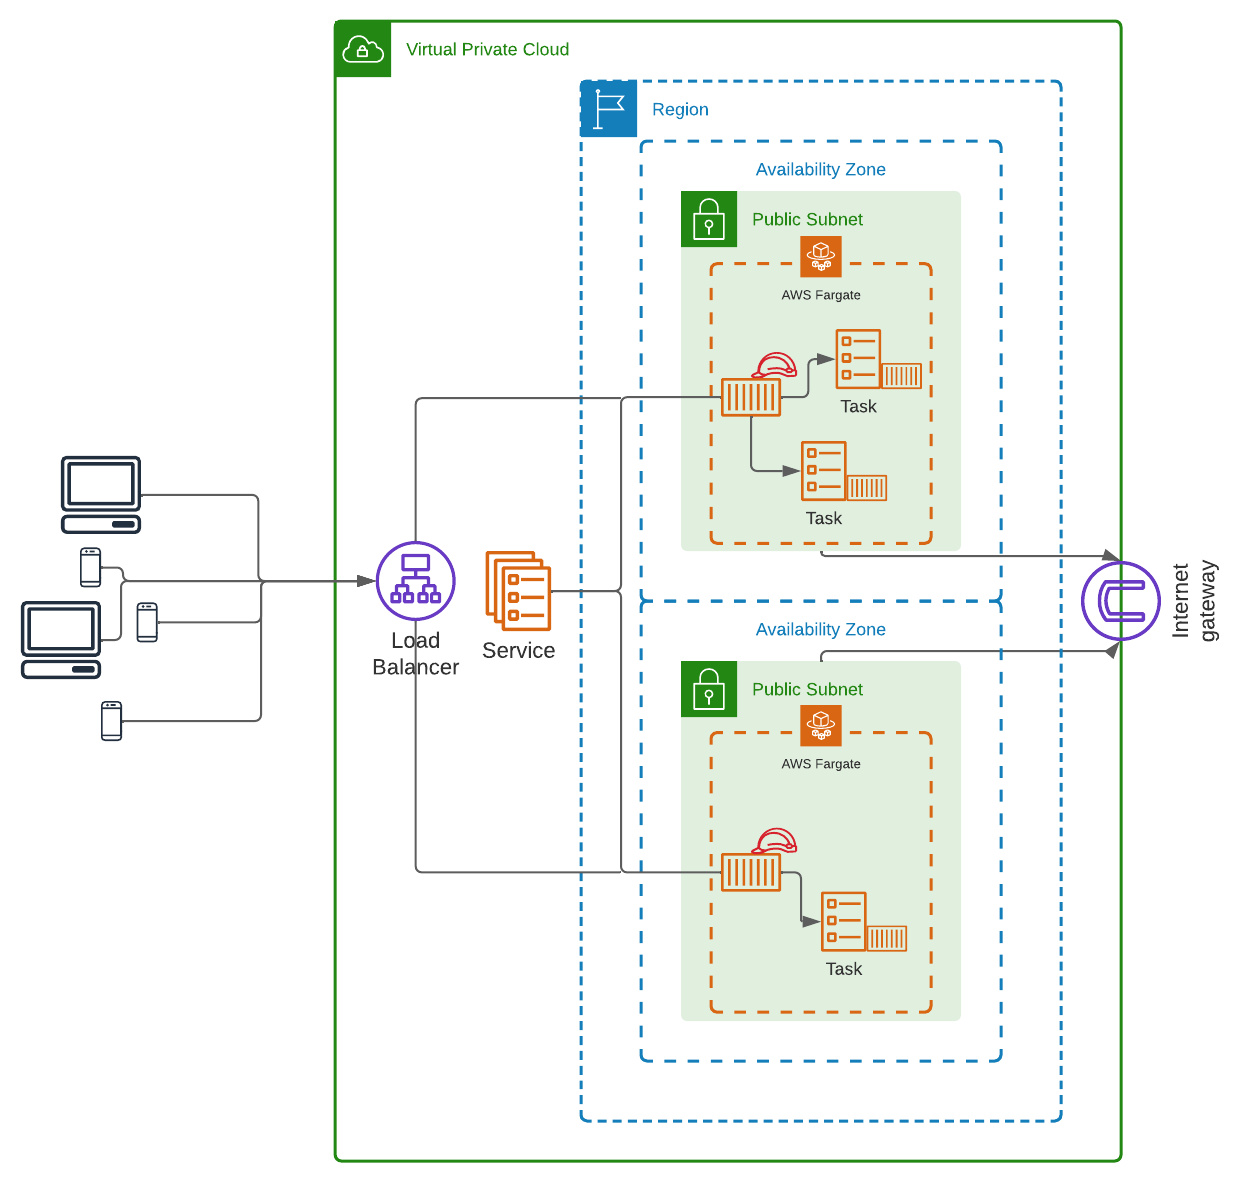 Virtual Private Cloud
Region
Availability Zone
Public Subnet
AWS Fargate
Task
Task
Load
Balancer
Service
Internet
gateway
Availability Zone
Public Subnet
AWS Fargate
Task